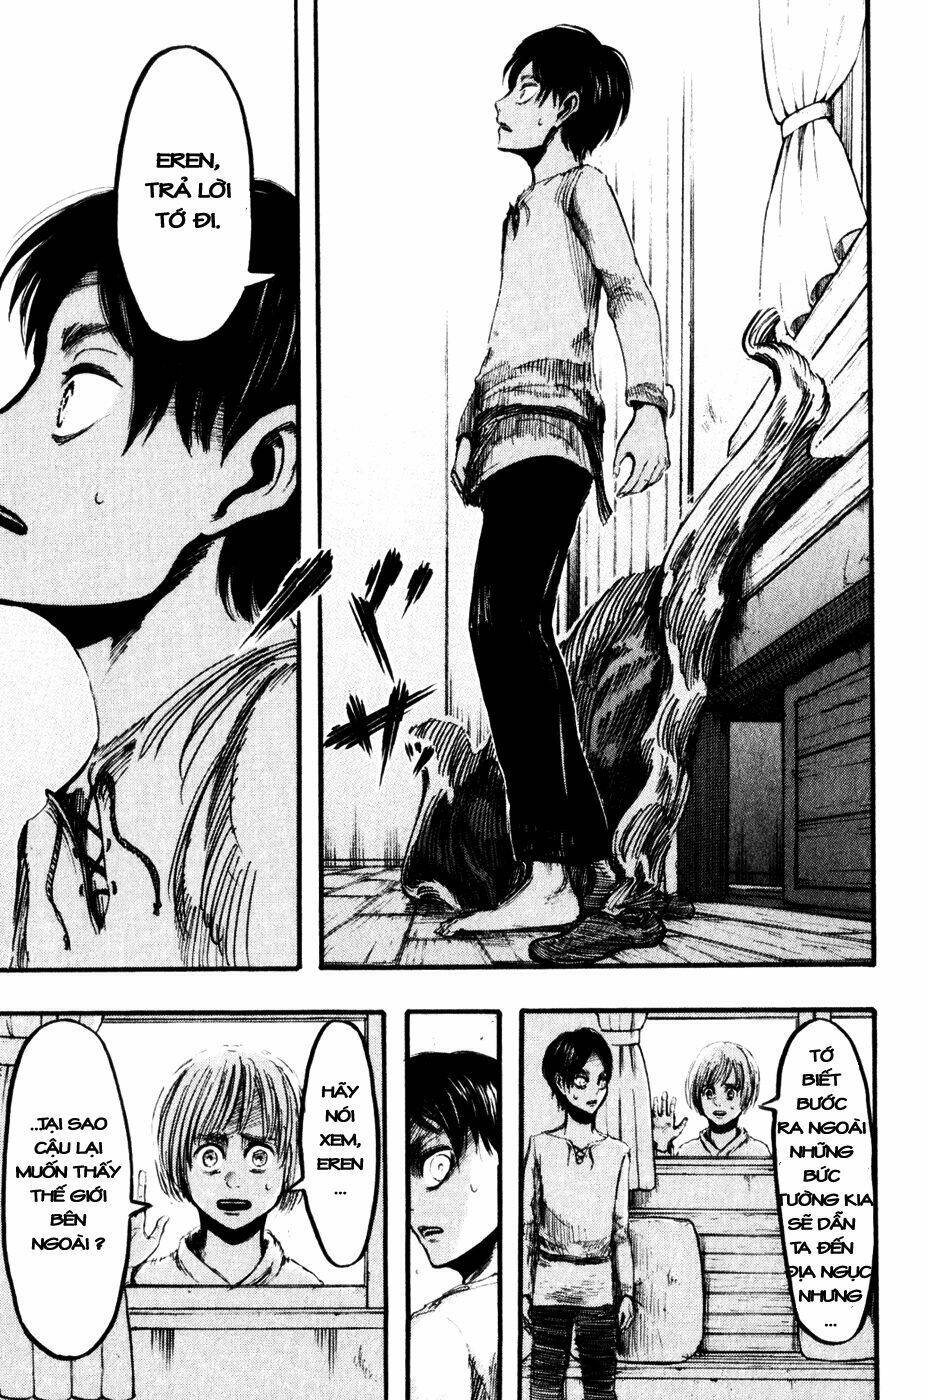 EREN,
TRẢ LỜI
TỚ ĐI.
TỚ
BIẾT
BƯỚC
RA NGOÀI
NHỮNG
BỨC
TƯỜNG KIA
SẼ DẪN
TA ĐẾN
ĐỊA NGỤC
NHƯNG
...
HÃY
NÓI
XEM,
EREN
...
..TẠI SAO
CẬU LẠI
MUỐN THẤY
THẾ GIỚI
BÊN
NGOÀI ?